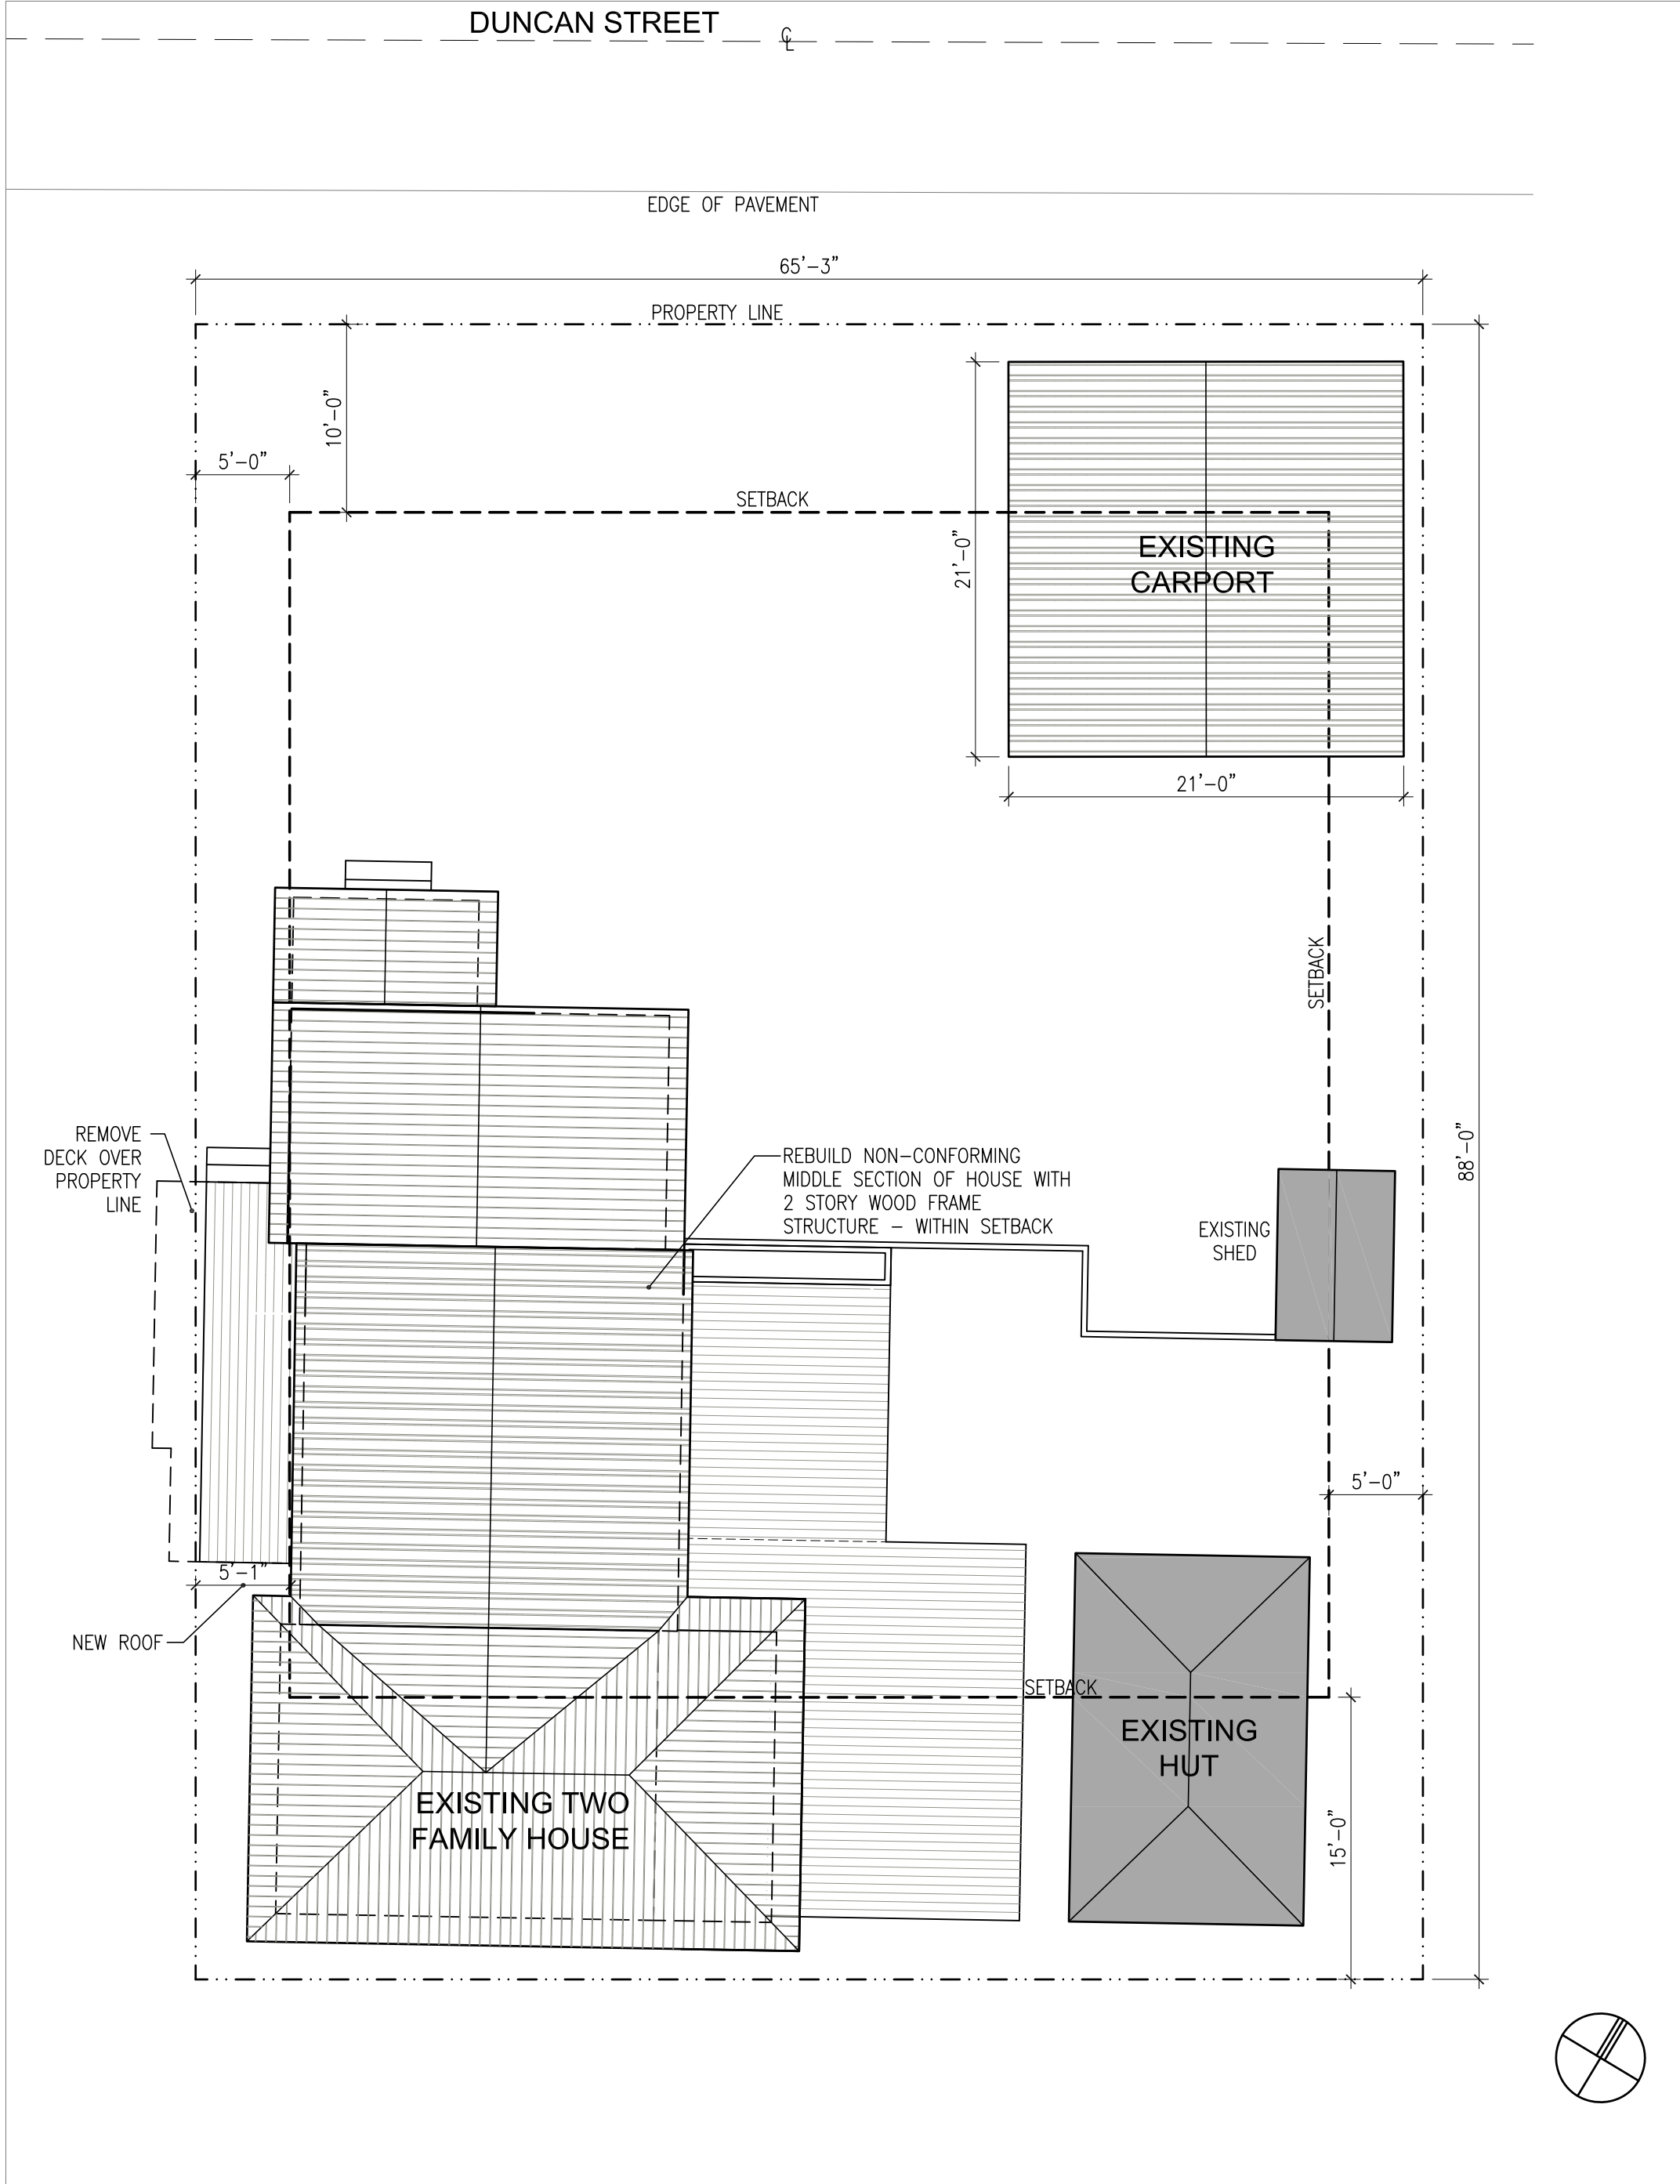 DUNCAN STREET
CL
EDGE OF PAVEMENT
65'-3"
PROPERTY LINE
10'-0"
5'-0"
SETBACK
21'-0"
EXISTING
CARPORT
21'-0"
SETBACK
REMOVE
DECK OVER
PROPERTY
LINE
REBUILD NON-CONFORMING
MIDDLE SECTION OF HOUSE WITH
2 STORY WOOD FRAME
STRUCTURE - WITHIN SETBACK
EXISTING
SHED
88'-0"
5'-0"
5'-1"
NEW ROOF
SETBACK
EXISTING
HUT
EXISTING TWO
FAMILY HOUSE
15'-0"